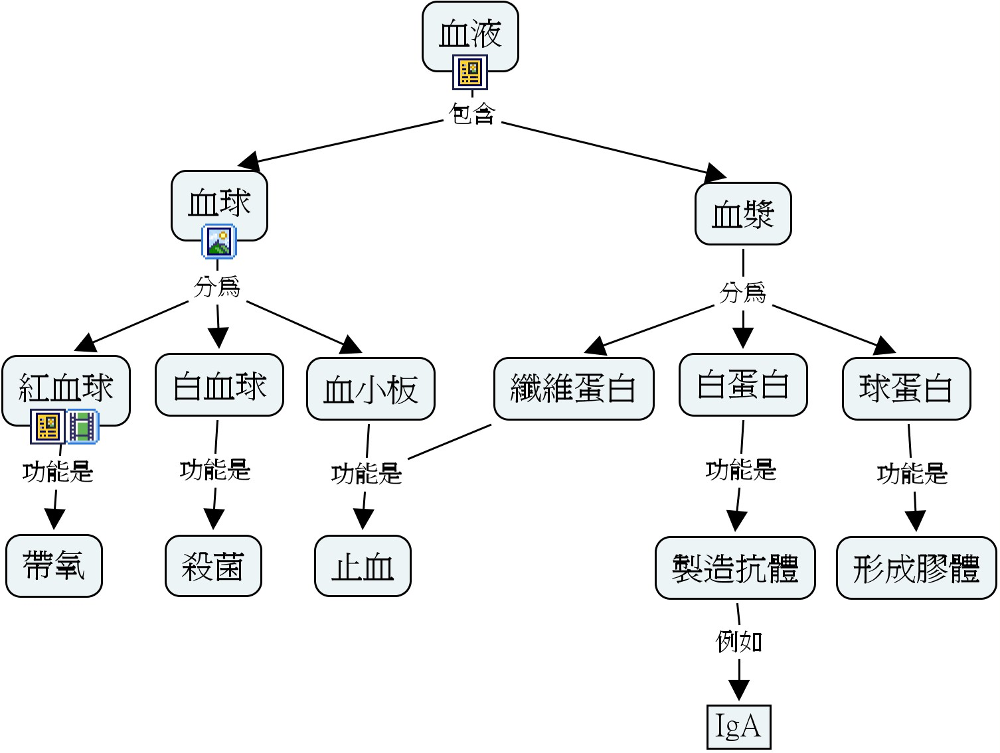 血液
包含
血球
血漿
分爲
分爲
紅血球
白血球
血小板
纖維蛋白
白蛋白
球蛋白
功能是
功能是
功能是
功能是
功能是
帶氧
殺菌
止血
製造抗體
形成膠體
例如
IgA